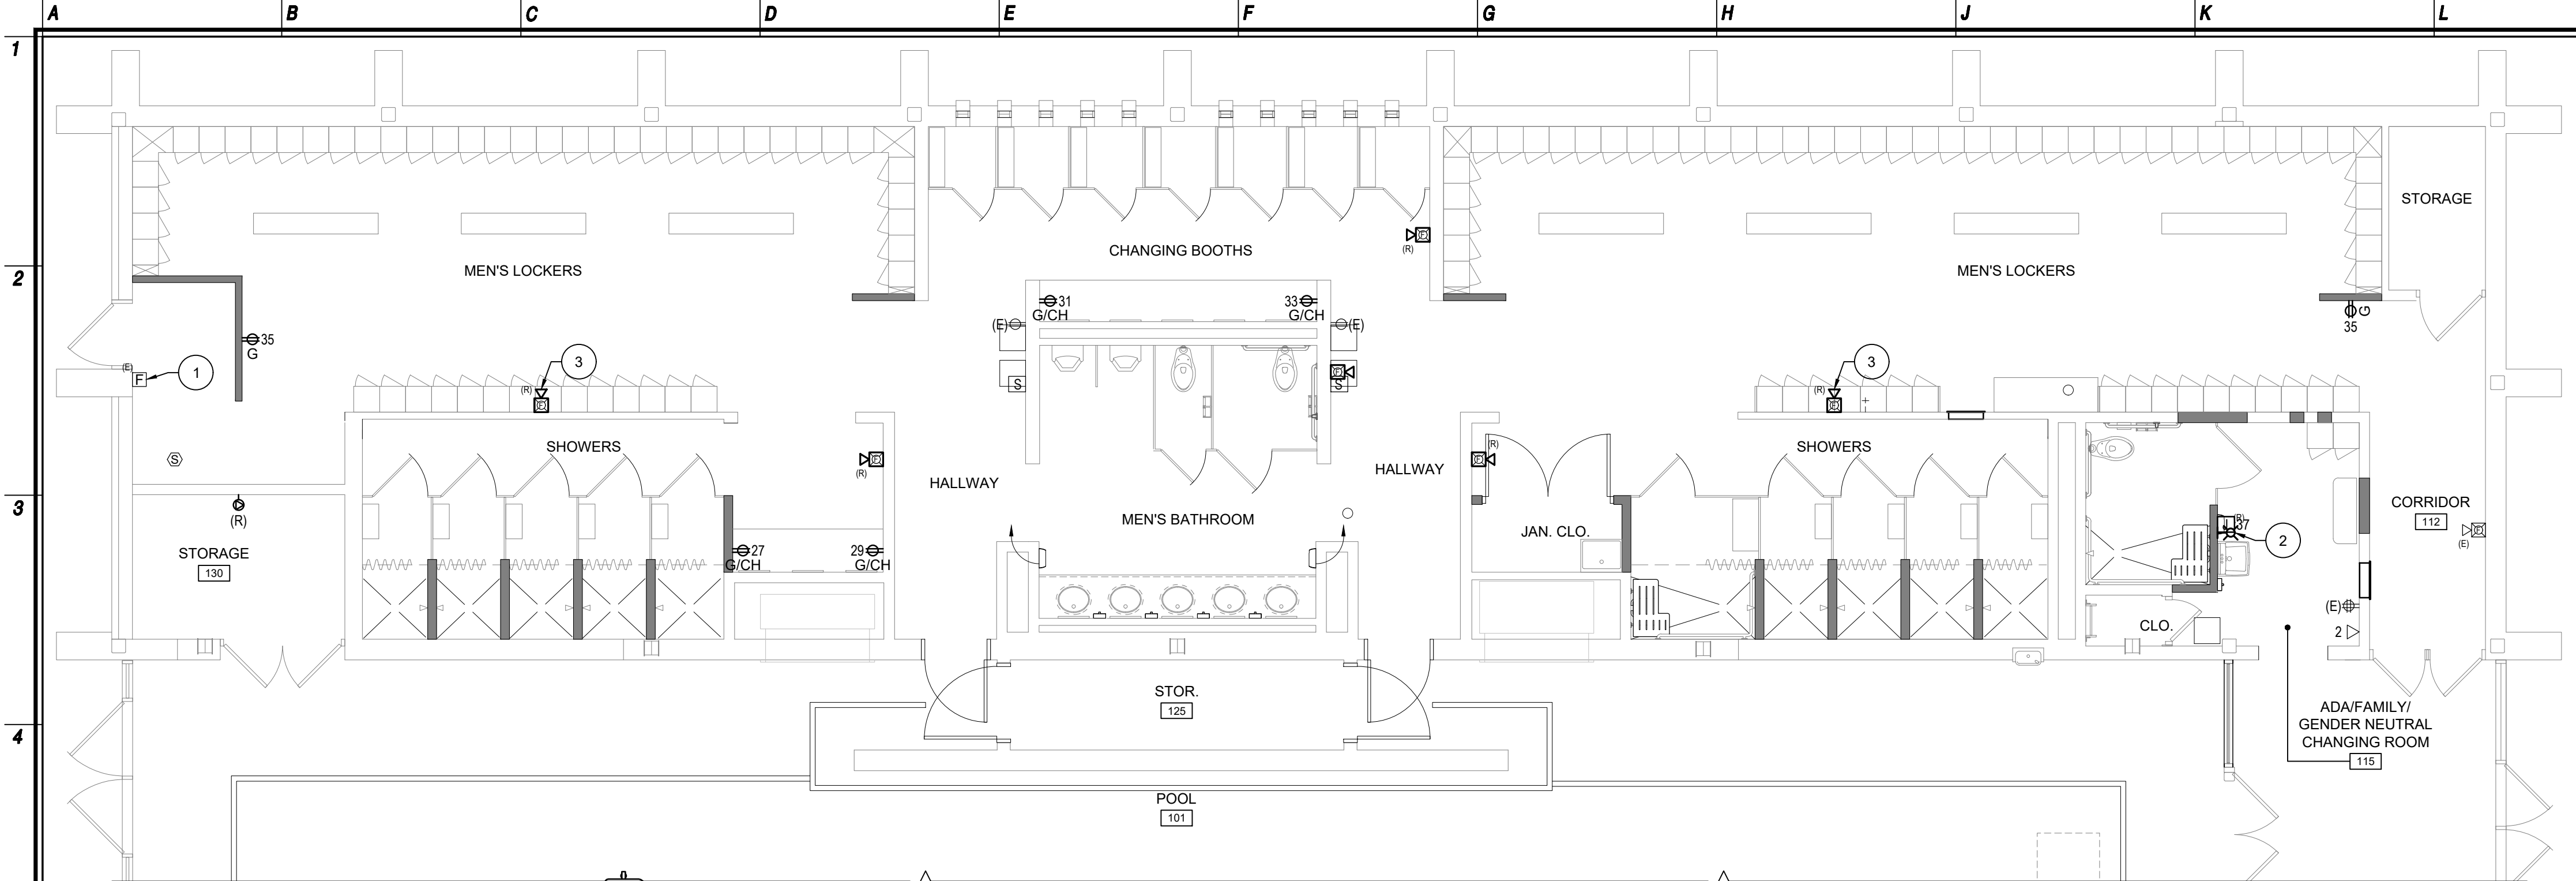 A B C D E F G H J K L
1
STORAGE
(R)
CHANGING BOOTHS
2
MEN'S LOCKERS
MEN'S LOCKERS
31
G/CH
33
G/CH
(E)
(E)
35
G
35
G
(E)
F
1
3
(R)
S
S
3
(R)
SHOWERS
(R)
HALLWAY
HALLWAY
(R)
SHOWERS
S
3
(R)
STORAGE
130
MEN'S BATHROOM
JAN. CLO.
CORRIDOR
112
(E)
(R)
37
2
27
G/CH
29
G/CH
(E)
CLO.
2
STOR.
125
4
ADA/FAMILY/
GENDER NEUTRAL
CHANGING ROOM
115
POOL
101